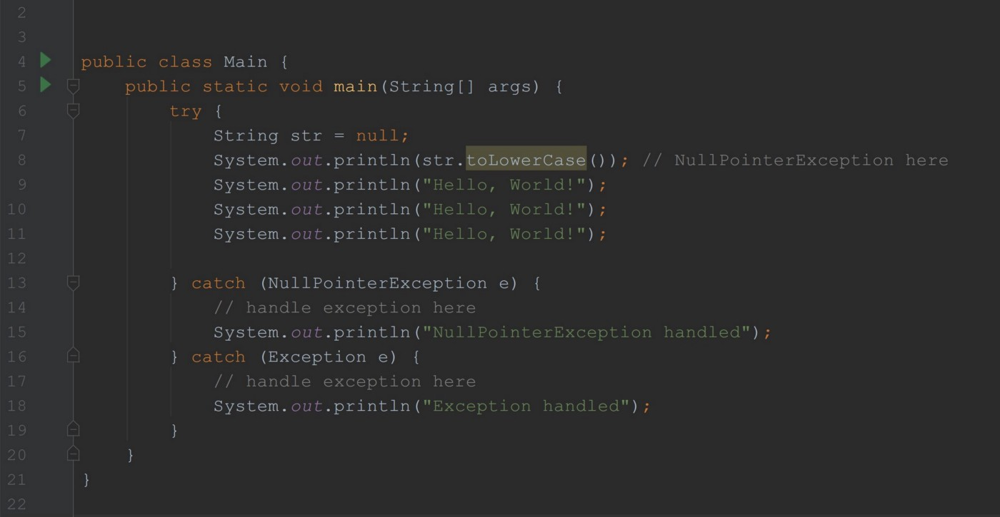 2
3
4 public class Main {
5 public static void main(String[] args) {
6 try {
7 String str = null;
8 System.out.println(str.toLowerCase()); // NullPointerException here
9 System.out.println("Hello, World!");
10 System.out.println("Hello, World!");
11 System.out.println("Hello, World!");
12
13 } catch (NullPointerException e) {
14 // handle exception here
15 System.out.println("NullPointerException handled");
16 } catch (Exception e) {
17 // handle exception here
18 System.out.println("Exception handled");
19 }
20 }
21 }
22